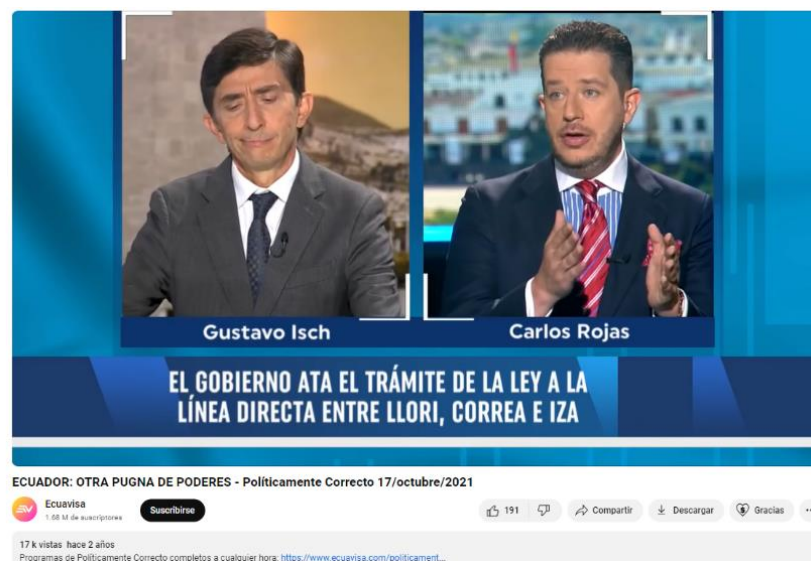 Gustavo Isch
Carlos Rojas
EL GOBIERNO ATA EL TRÁMITE DE LA LEY A LA
LÍNEA DIRECTA ENTRE LLORI, CORREA E IZA
ECUADOR: OTRA PUGNA DE PODERES - Políticamente Correcto 17/octubre/2021
Ecuavisa
1.68 M de suscriptores
Suscribirse
191
Compartir
Descargar
Gracias
17 k vistas hace 2 años
Programas de Políticamente Correcto completos a cualquier hora: https://www.ecuavisa.com/politicament...